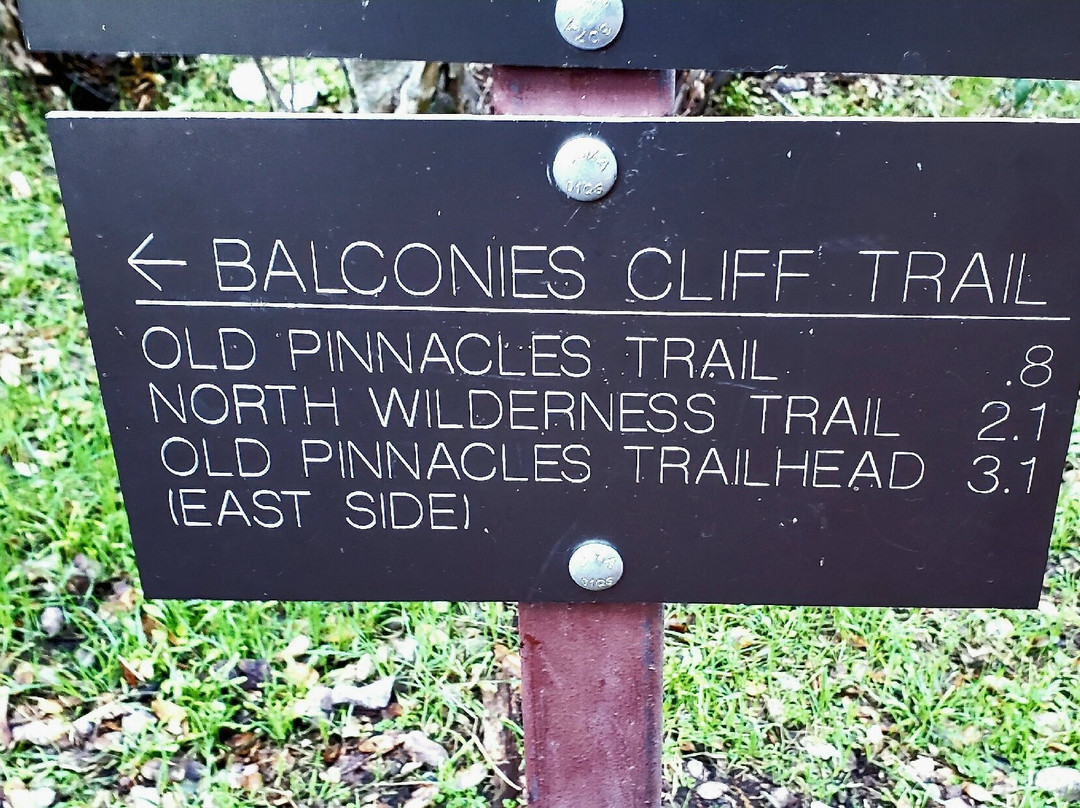 ← BALCONIES CLIFF TRAIL
OLD PINNACLES TRAIL .8
NORTH WILDERNESS TRAIL 2.1
OLD PINNACLES TRAILHEAD 3.1
(EAST SIDE)